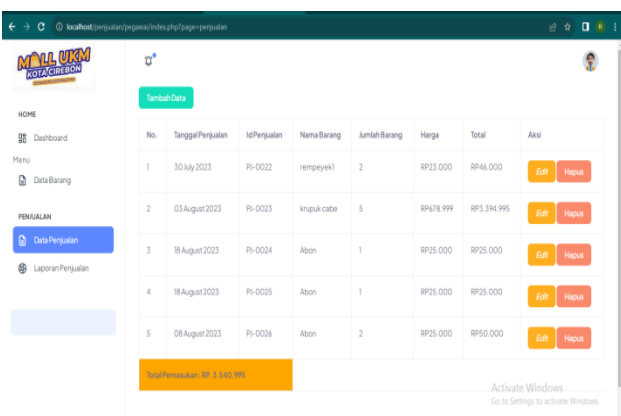 localhost/penjualan/pegawai/index.php?page=penjualan
MALL UKM
KOTA CIREBON
HOME
Dashboard
Menu
Data Barang
PENJUALAN
Data Penjualan
Laporan Penjualan
Tambah Data
No. Tanggal Penjualan Id Penjualan Nama Barang Jumlah Barang Harga Total Aksi
1 30 July 2023 PJ-0022 rempeyek1 2 RP23.000 RP46.000 Edit Hapus
2 03 August 2023 PJ-0023 krupuk cabe 5 RP678.999 RP3.394.995 Edit Hapus
3 18 August 2023 PJ-0024 Abon 1 RP25.000 RP25.000 Edit Hapus
4 18 August 2023 PJ-0025 Abon 1 RP25.000 RP25.000 Edit Hapus
5 08 August 2023 PJ-0026 Abon 2 RP25.000 RP50.000 Edit Hapus
Total Pemasukan : RP. 3.540.995
Activate Windows
Go to Settings to activate Windows.